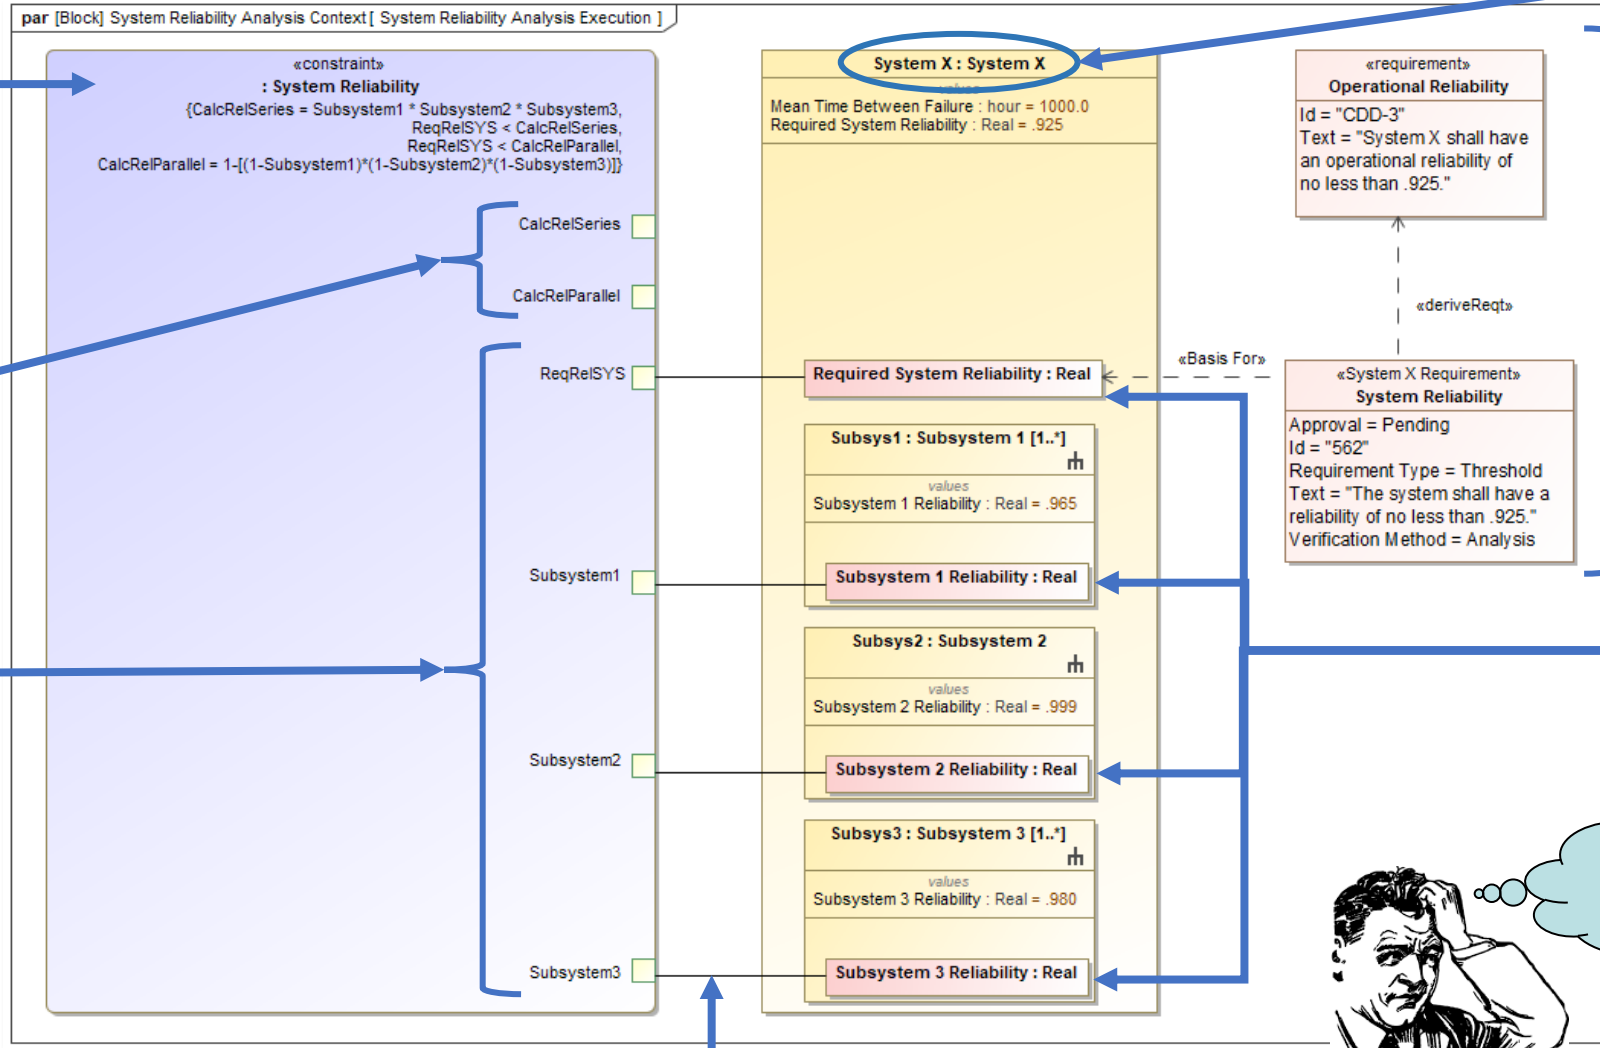 par [Block] System Reliability Analysis Context [ System Reliability Analysis Execution ]
«constraint»
: System Reliability
{CalcRelSeries = Subsystem1 * Subsystem2 * Subsystem3,
ReqRelSYS < CalcRelSeries,
ReqRelSYS < CalcRelParallel,
CalcRelParallel = 1-[(1-Subsystem1)*(1-Subsystem2)*(1-Subsystem3)]}
CalcRelSeries
CalcRelParallel
ReqRelSYS
Subsystem1
Subsystem2
Subsystem3
System X : System X
values
Mean Time Between Failure : hour = 1000.0
Required System Reliability : Real = .925
Required System Reliability : Real
Subsys1 : Subsystem 1 [1..*]
values
Subsystem 1 Reliability : Real = .965
Subsystem 1 Reliability : Real
Subsys2 : Subsystem 2
values
Subsystem 2 Reliability : Real = .999
Subsystem 2 Reliability : Real
Subsys3 : Subsystem 3 [1..*]
values
Subsystem 3 Reliability : Real = .980
Subsystem 3 Reliability : Real
«requirement»
Operational Reliability
Id = "CDD-3"
Text = "System X shall have
an operational reliability of
no less than .925."
«deriveReqt»
«Basis For»
«System X Requirement»
System Reliability
Approval = Pending
Id = "562"
Requirement Type = Threshold
Text = "The system shall have a
reliability of no less than .925."
Verification Method = Analysis